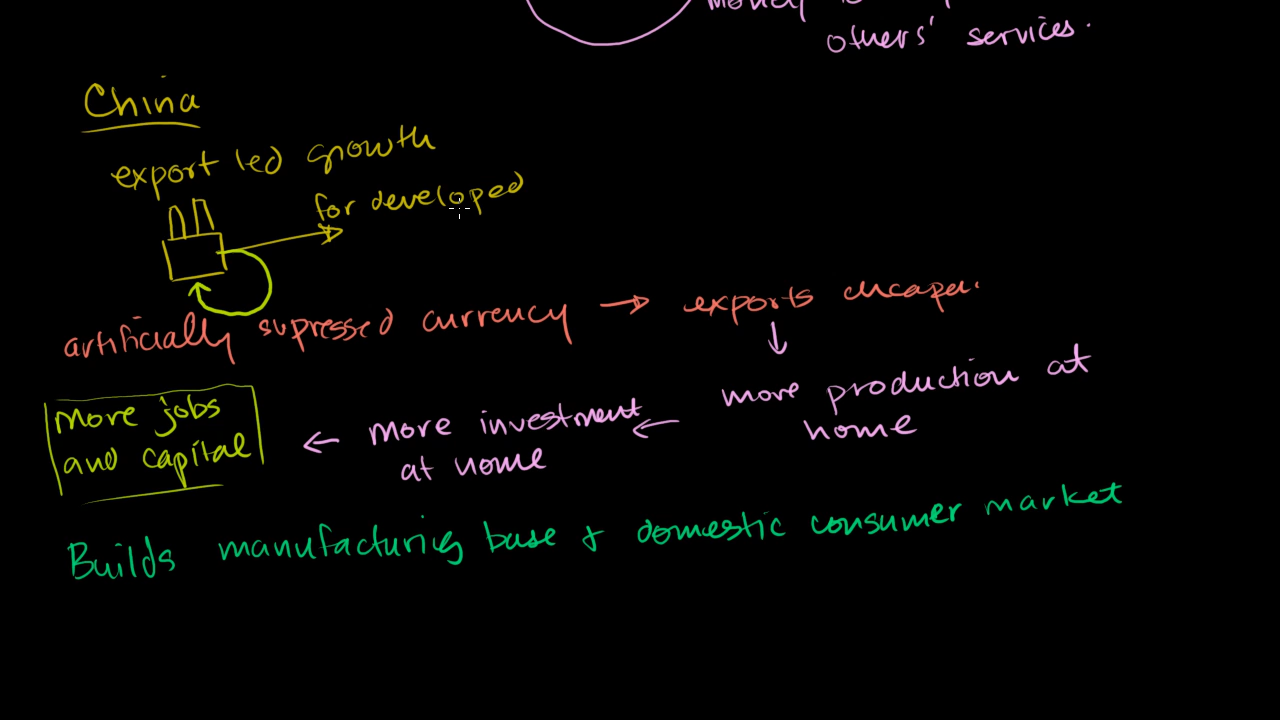 money
others' services.
China
export led growth
for developed
artificially supressed currency → exports cheaper.
more production at
home
more investment
at home
More jobs
and capital
Builds manufacturing base & domestic consumer market